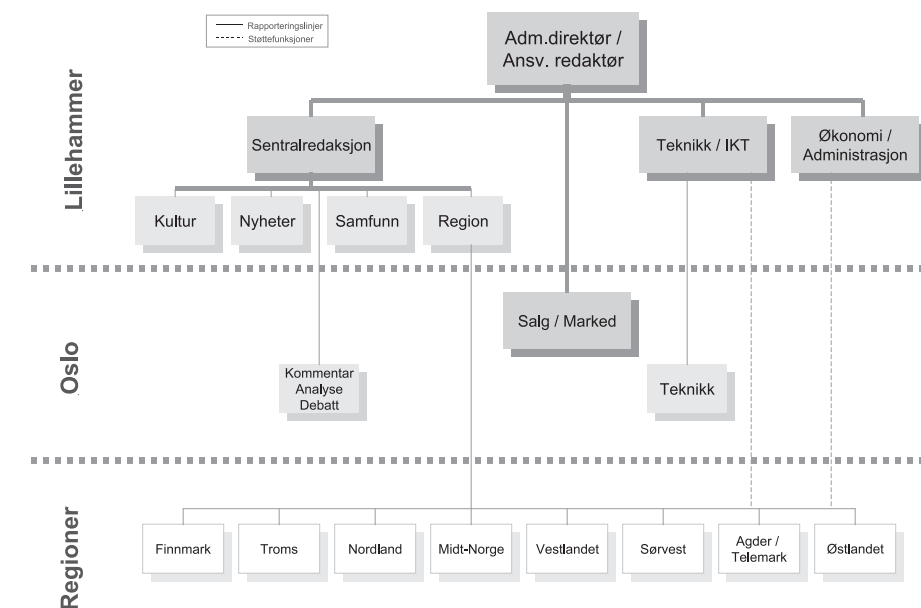 Rapporteringslinjer
Støttefunksjoner
Adm.direktør /
Ansv. redaktør
Lillehammer
Sentralredaksjon
Teknikk / IKT
Økonomi /
Administrasjon
Kultur
Nyheter
Samfunn
Region
Oslo
Salg / Marked
Kommentar
Analyse
Debatt
Teknikk
Regioner
Finnmark
Troms
Nordland
Midt-Norge
Vestlandet
Sørvest
Agder /
Telemark
Østlandet